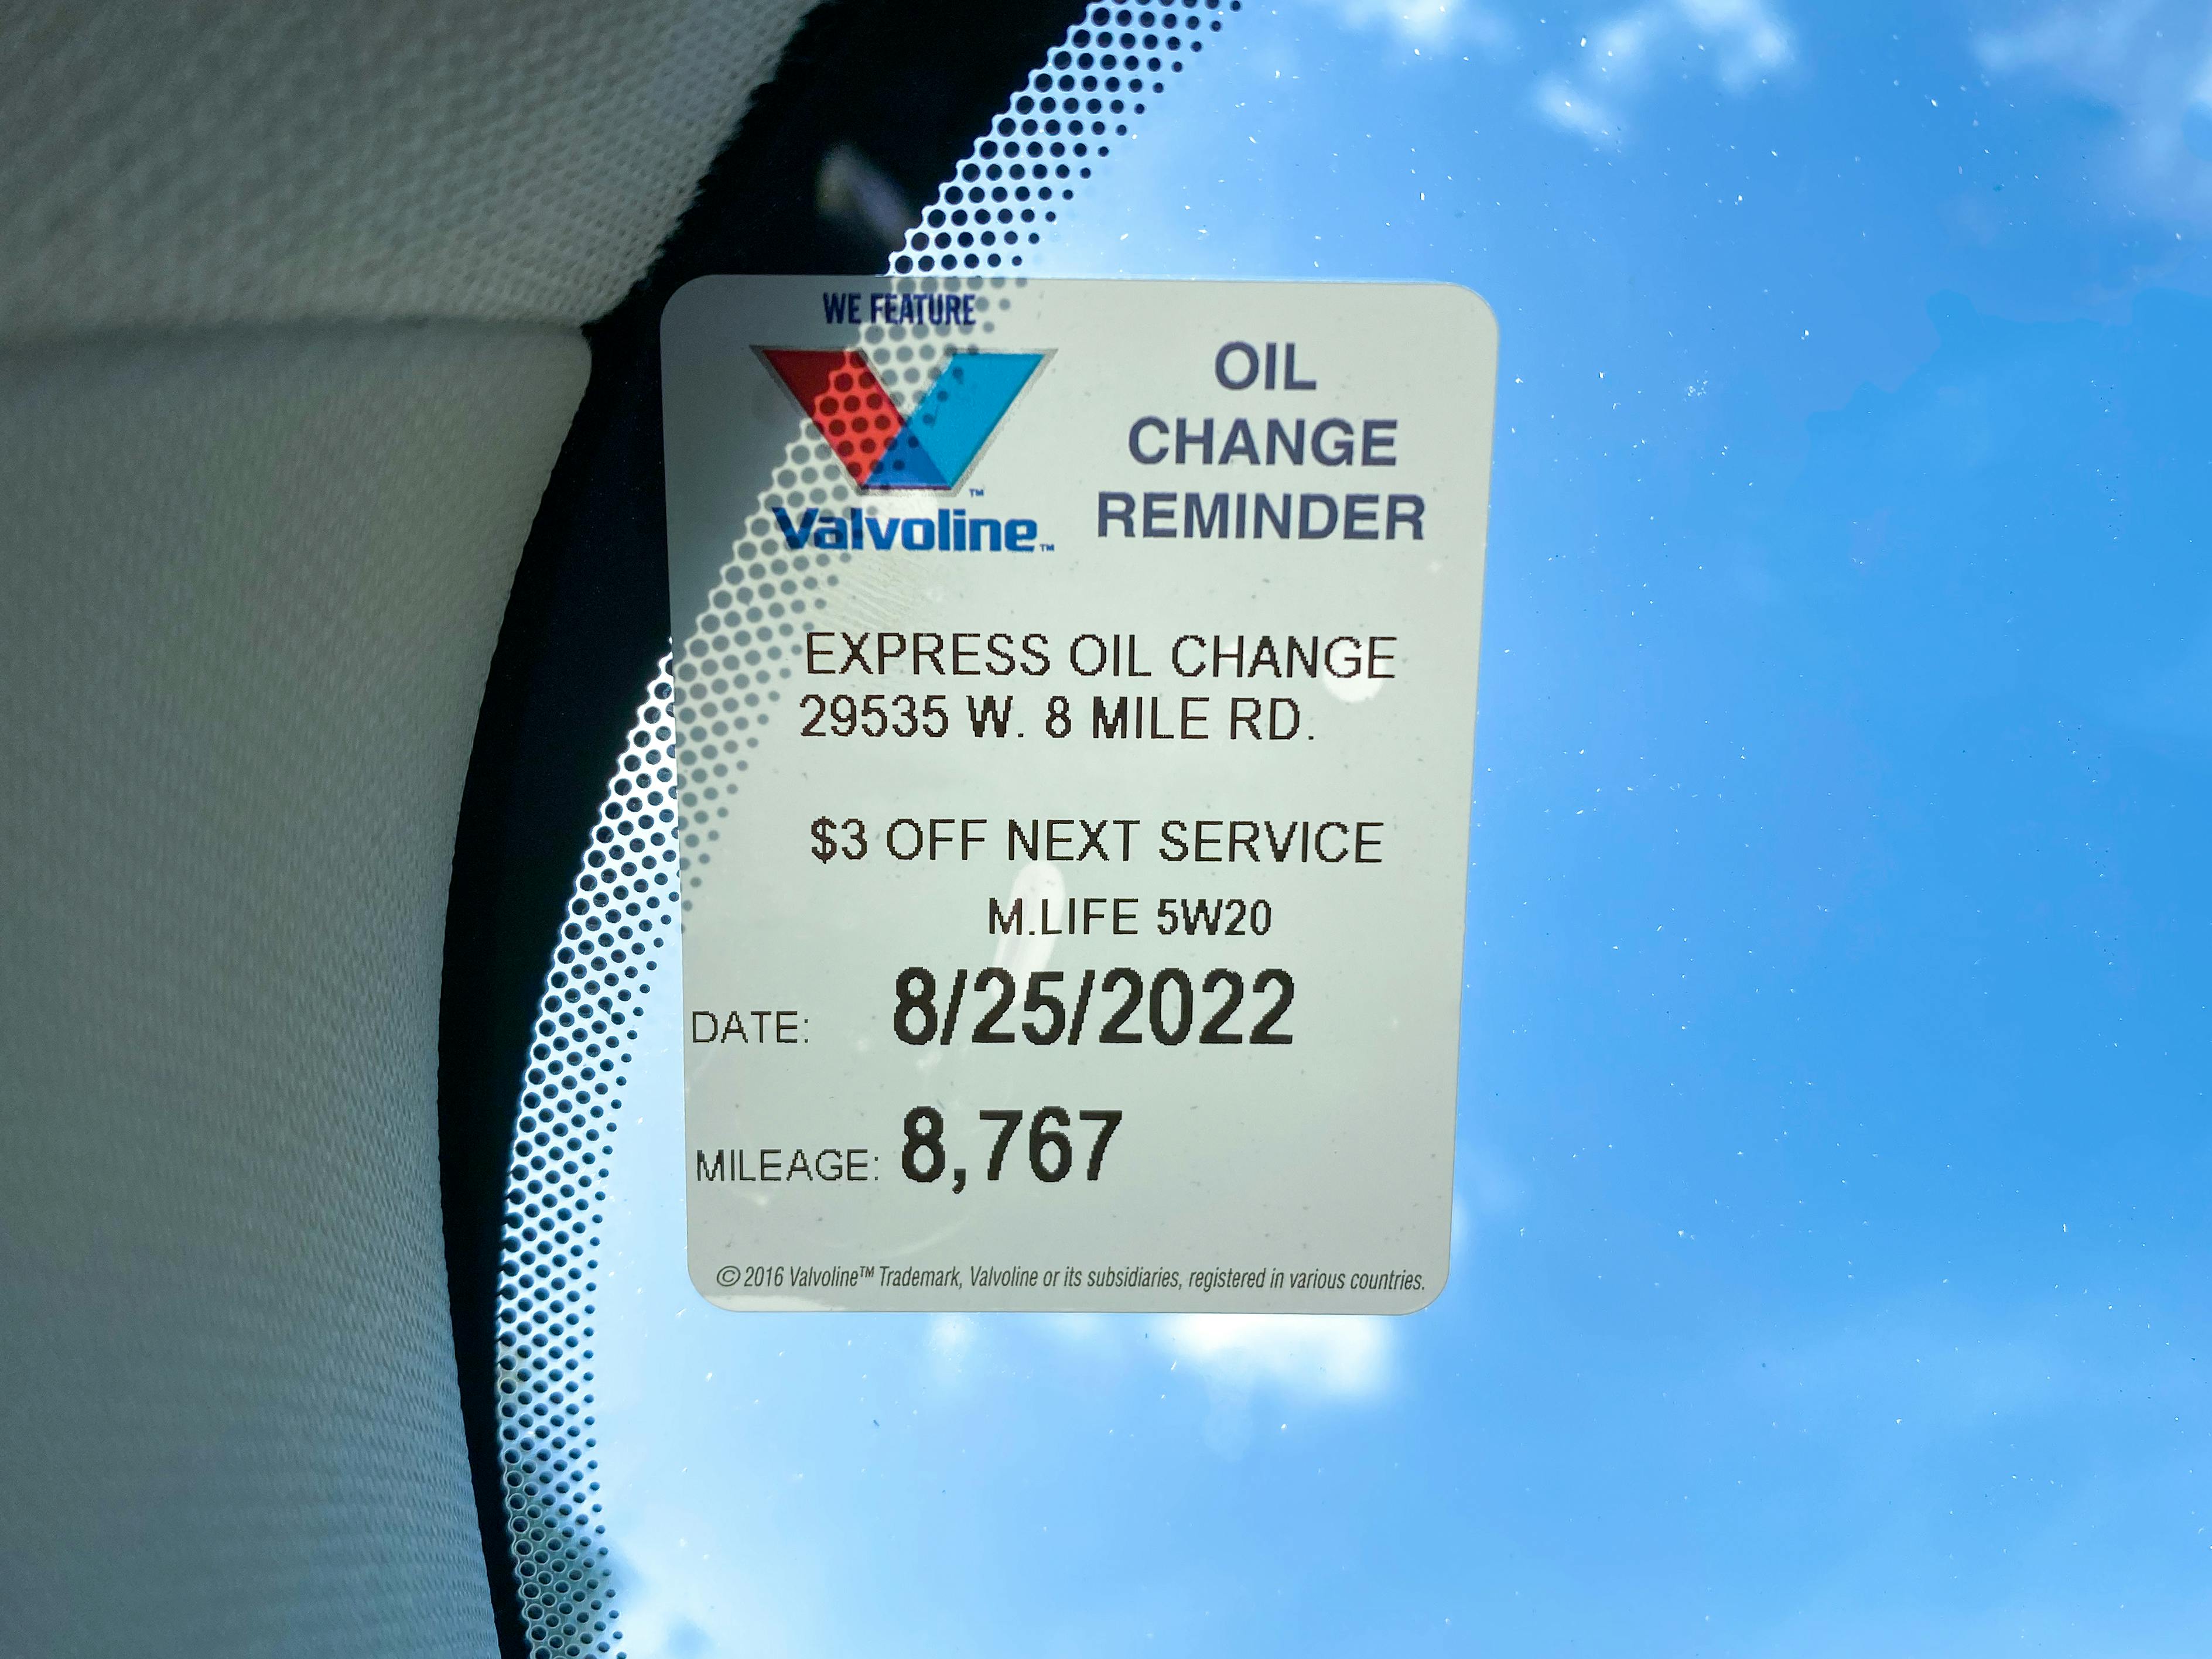 WE FEATURE
Valvoline™
OIL
CHANGE
REMINDER
EXPRESS OIL CHANGE
29535 W. 8 MILE RD.
$3 OFF NEXT SERVICE
M.LIFE 5W20
DATE: 8/25/2022
MILEAGE: 8,767
© 2016 Valvoline™ Trademark, Valvoline or its subsidiaries, registered in various countries.